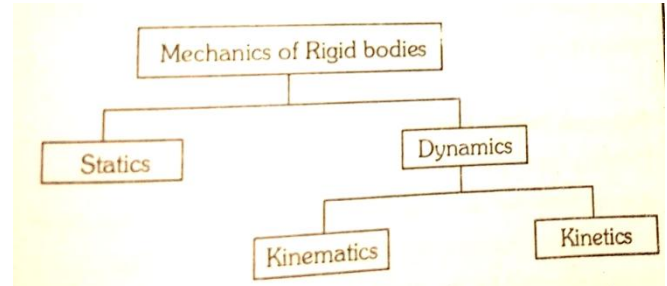 Mechanics of Rigid bodies
Statics
Dynamics
Kinematics
Kinetics